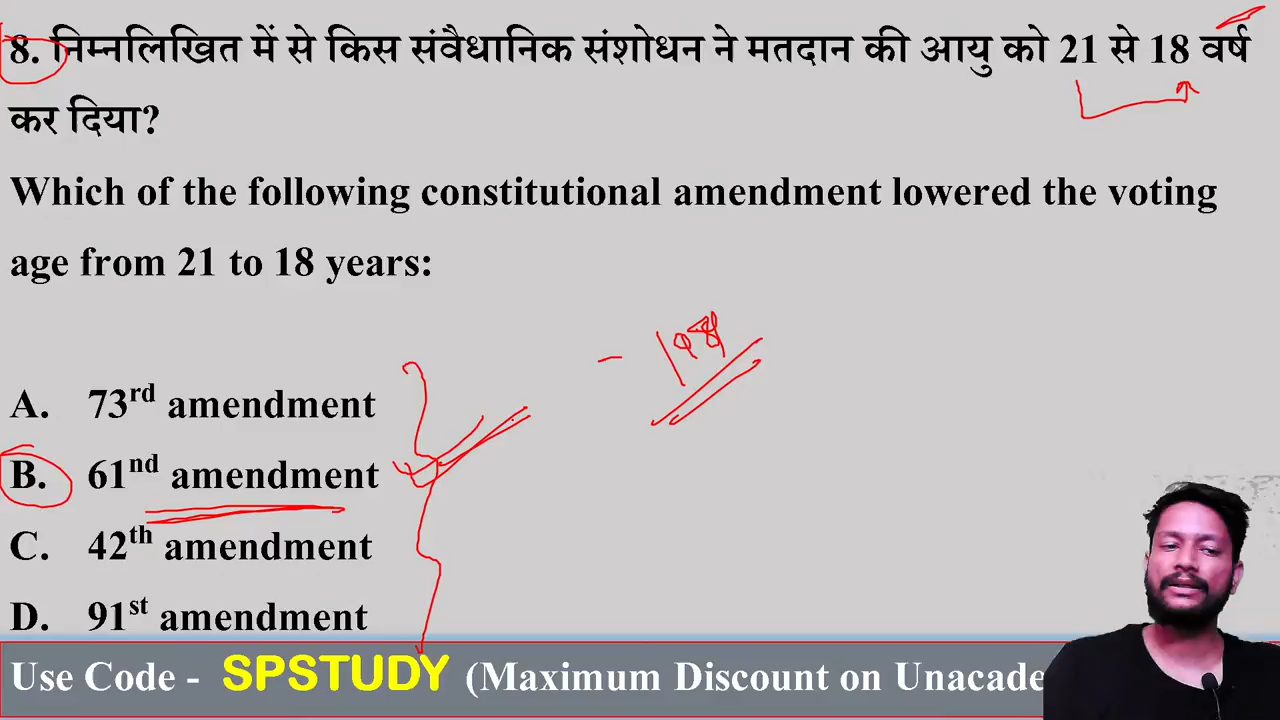 8. निम्नलिखित में से किस संवैधानिक संशोधन ने मतदान की आयु को 21 से 18 वर्ष
कर दिया?
Which of the following constitutional amendment lowered the voting
age from 21 to 18 years:
A. 73rd amendment
B. 61nd amendment
C. 42th amendment
D. 91st amendment
Use Code - SPSTUDY (Maximum Discount on Unacade